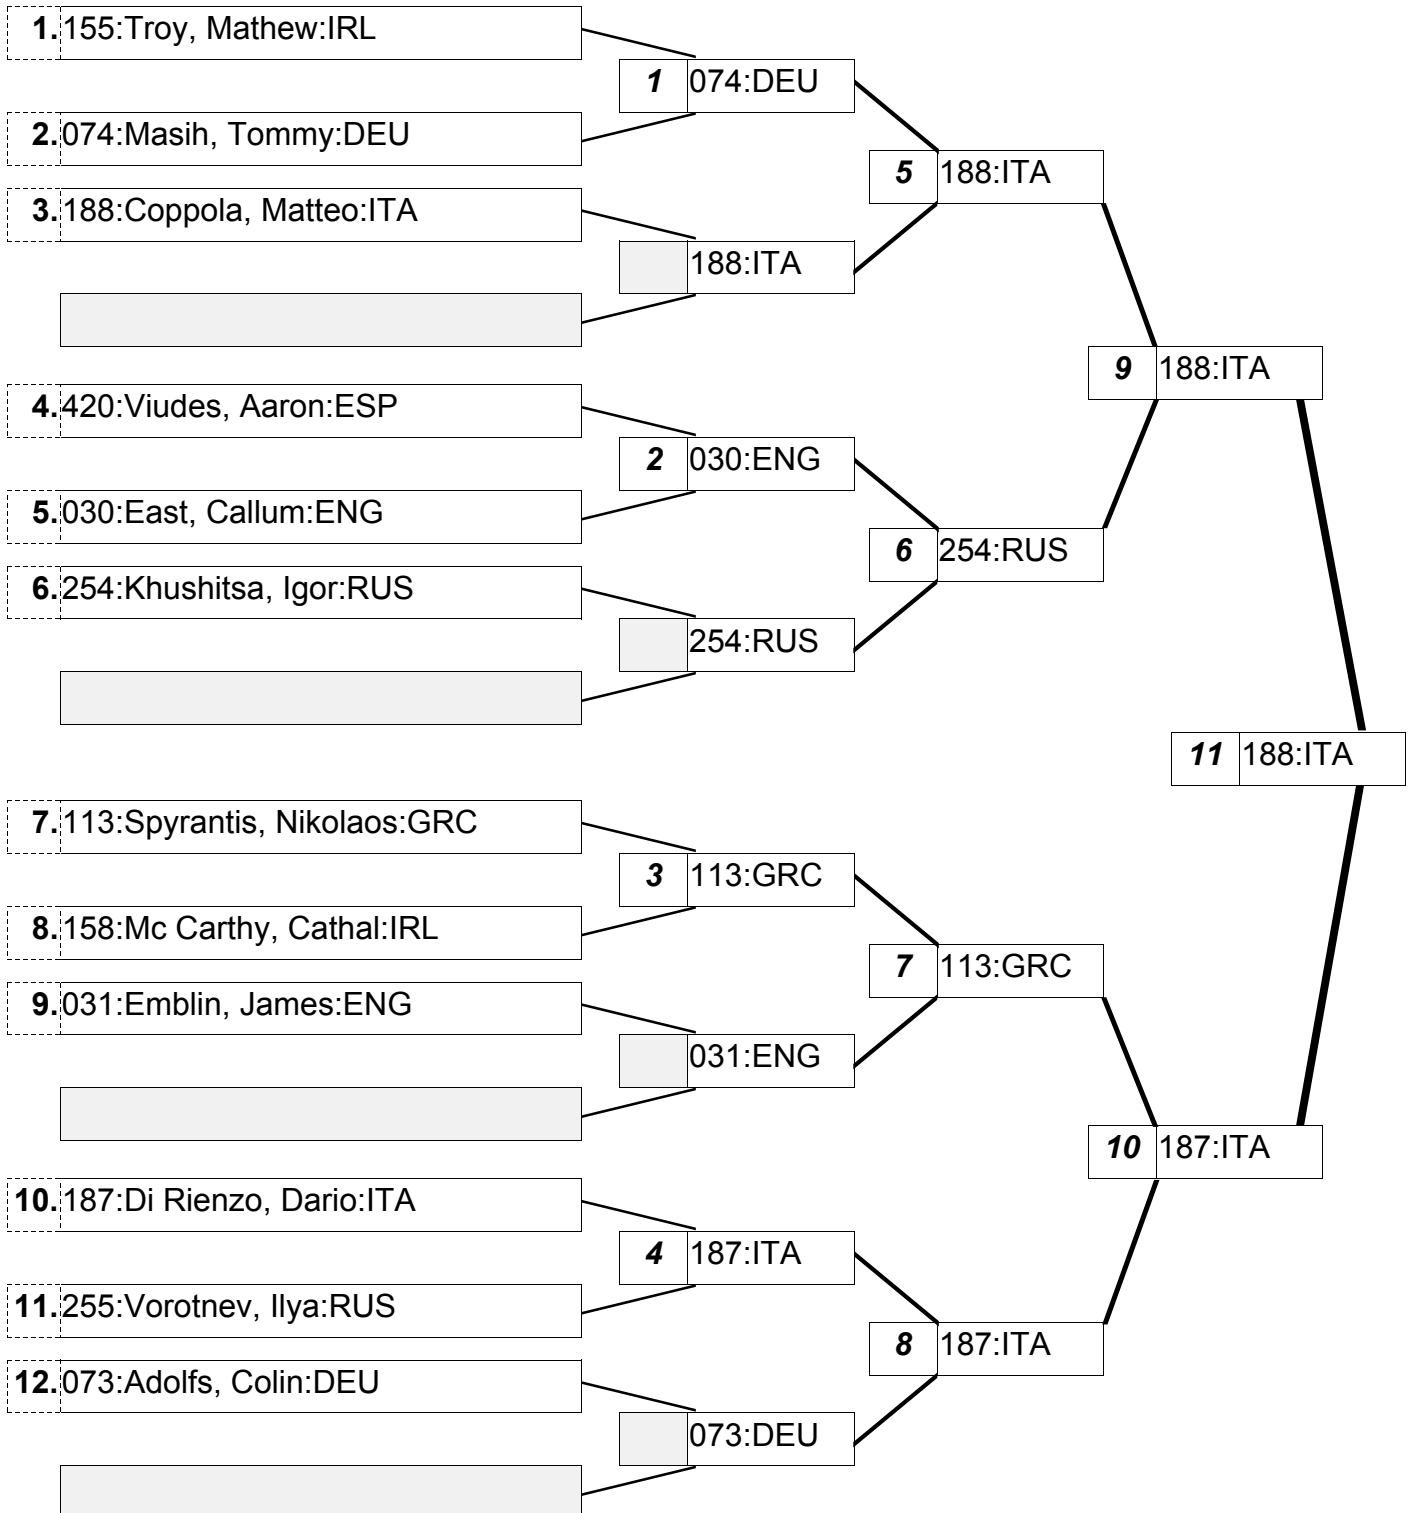 1. 155:Troy, Mathew:IRL
1 074:DEU
2. 074:Masih, Tommy:DEU
5 188:ITA
3. 188:Coppola, Matteo:ITA
188:ITA
9 188:ITA
4. 420:Viudes, Aaron:ESP
2 030:ENG
5. 030:East, Callum:ENG
6 254:RUS
6. 254:Khushitsa, Igor:RUS
254:RUS
11 188:ITA
7. 113:Spyrantis, Nikolaos:GRC
3 113:GRC
8. 158:Mc Carthy, Cathal:IRL
7 113:GRC
9. 031:Emblin, James:ENG
031:ENG
10 187:ITA
10. 187:Di Rienzo, Dario:ITA
4 187:ITA
11. 255:Vorotnev, Ilya:RUS
8 187:ITA
12. 073:Adolfs, Colin:DEU
073:DEU